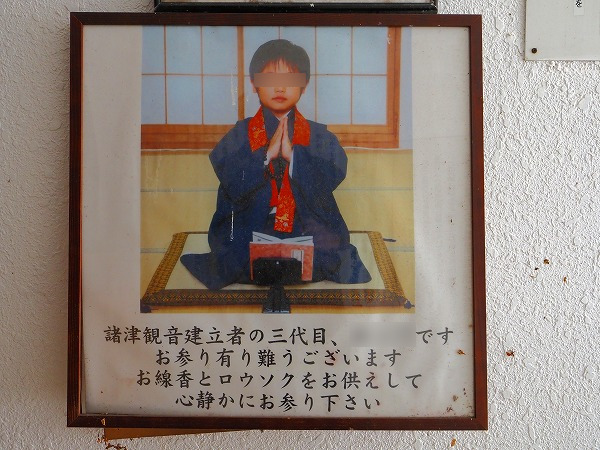 諸津観音建立者の三代目、 です
お参り有り難うございます
お線香とロウソクをお供えして
心静かにお参り下さい